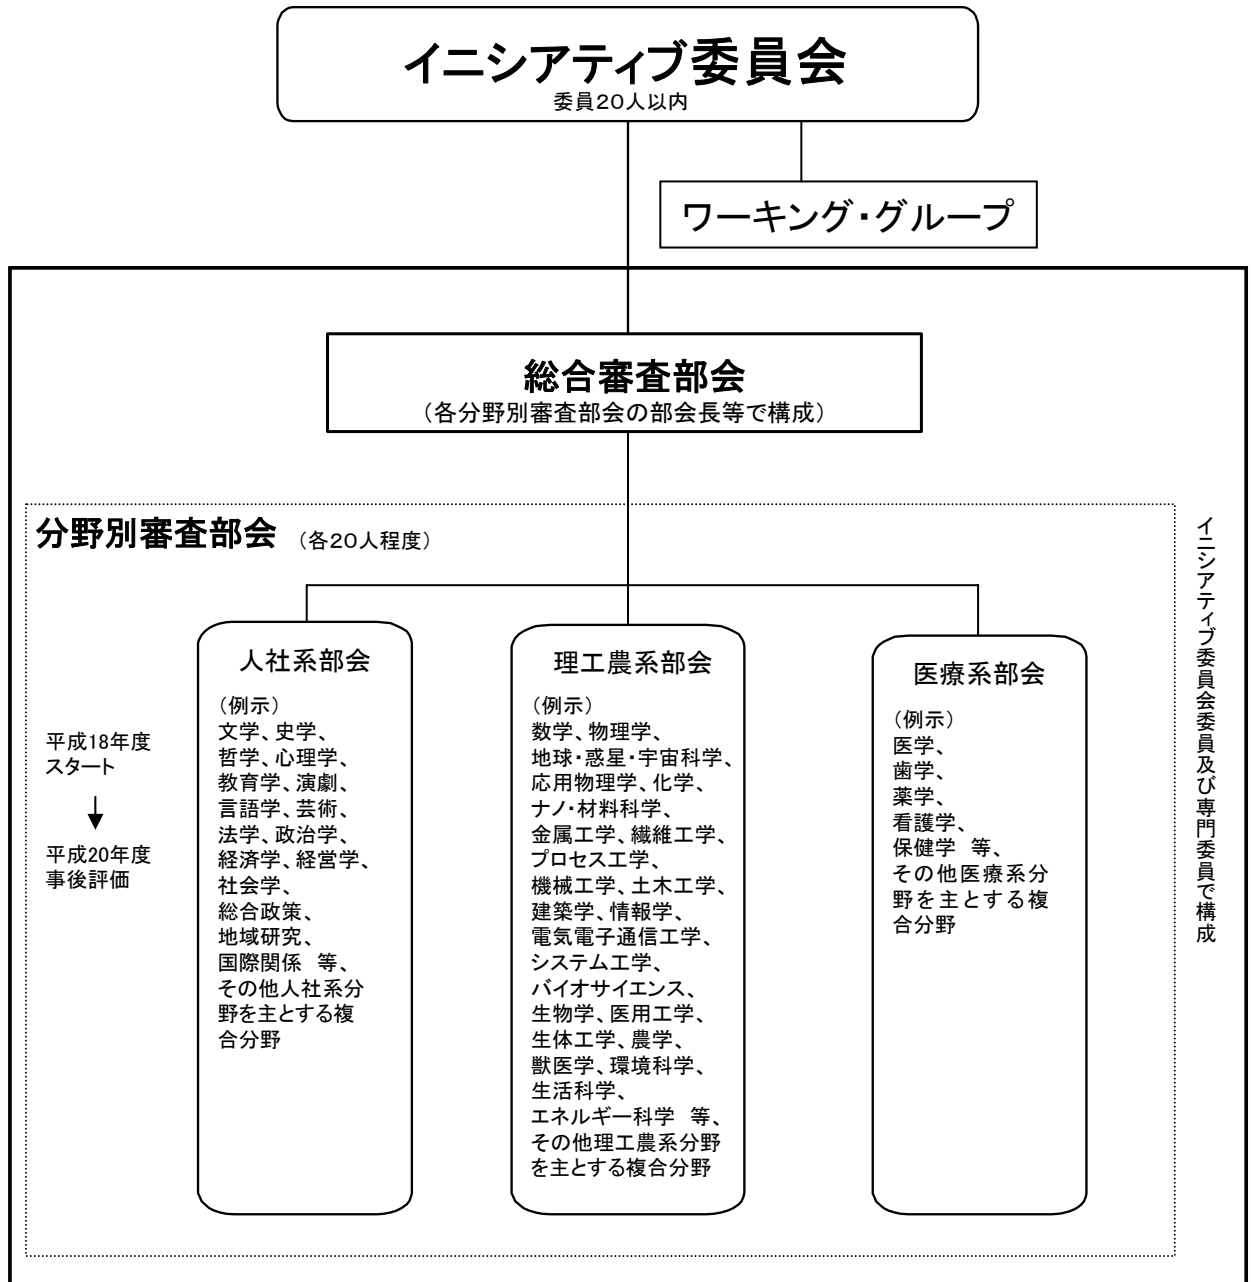 イニシアティブ委員会
委員20人以内
ワーキング・グループ
総合審査部会
（各分野別審査部会の部会長等で構成）
分野別審査部会 （各20人程度）
平成18年度
スタート
↓
平成20年度
事後評価
人社系部会
（例示）
文学、史学、
哲学、心理学、
教育学、演劇、
言語学、芸術、
法学、政治学、
経済学、経営学、
社会学、
総合政策、
地域研究、
国際関係　等、
その他人社系分
野を主とする複
合分野
理工農系部会
（例示）
数学、物理学、
地球・惑星・宇宙科学、
応用物理学、化学、
ナノ・材料科学、
金属工学、繊維工学、
プロセス工学、
機械工学、土木工学、
建築学、情報学、
電気電子通信工学、
システム工学、
バイオサイエンス、
生物学、医用工学、
生体工学、農学、
獣医学、環境科学、
生活科学、
エネルギー科学　等、
その他理工農系分野
を主とする複合分野
医療系部会
（例示）
医学、
歯学、
薬学、
看護学、
保健学　等、
その他医療系分
野を主とする複
合分野
イニシアティブ委員会委員及び専門委員で構成